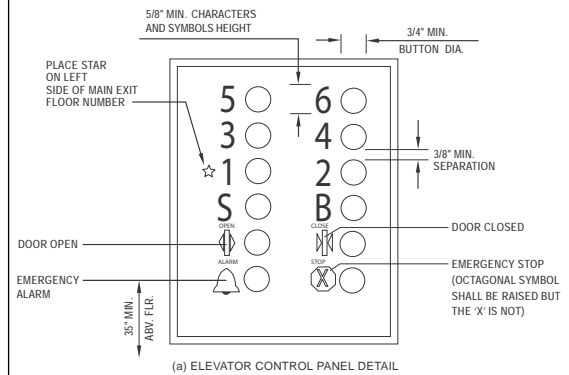 5/8" MIN. CHARACTERS
AND SYMBOLS HEIGHT
3/4" MIN.
BUTTON DIA.
PLACE STAR
ON LEFT
SIDE OF MAIN EXIT
FLOOR NUMBER
5 6
3 4
3/8" MIN.
SEPARATION
1 2
S B
OPEN CLOSE
DOOR CLOSED
DOOR OPEN
ALARM STOP
X
EMERGENCY
ALARM
EMERGENCY STOP
(OCTAGONAL SYMBOL
SHALL BE RAISED BUT
THE 'X' IS NOT)
35" MIN.
ABV. FLR.
(a) ELEVATOR CONTROL PANEL DETAIL